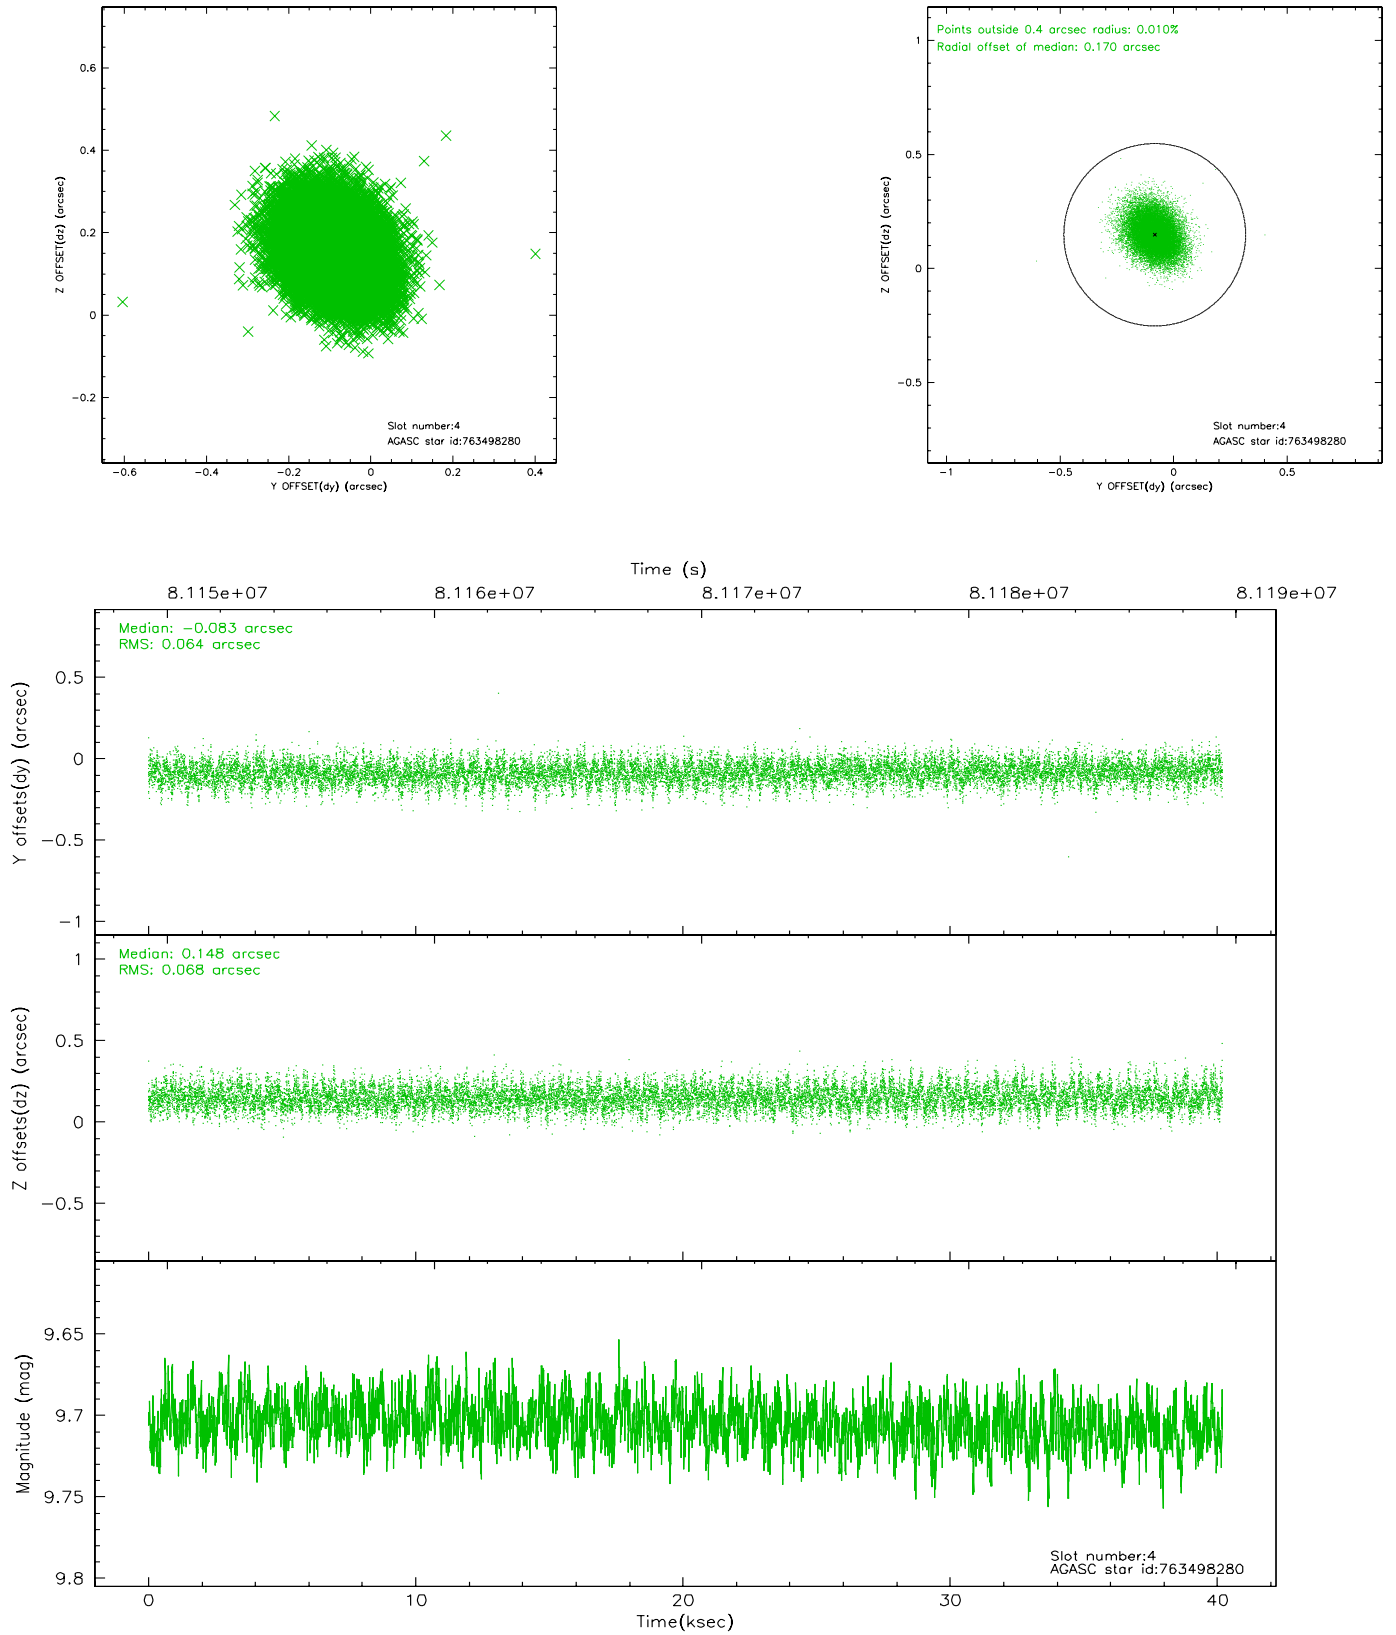 0.6
0.4
0.2
0
−0.2
Z OFFSET(dz) (arcsec)
Slot number:4
AGASC star id:763498280
−0.6 −0.4 −0.2 0 0.2 0.4
Y OFFSET(dy) (arcsec)
Points outside 0.4 arcsec radius: 0.010%
Radial offset of median: 0.170 arcsec
1
0.5
0
−0.5
Z OFFSET(dz) (arcsec)
Slot number:4
AGASC star id:763498280
−1 −0.5 0 0.5
Y OFFSET(dy) (arcsec)
Time (s)
8.115e+07 8.116e+07 8.117e+07 8.118e+07 8.119e+07
Median: −0.083 arcsec
RMS: 0.064 arcsec
0.5
0
−0.5
−1
Y offsets(dy) (arcsec)
Median: 0.148 arcsec
RMS: 0.068 arcsec
1
0.5
0
−0.5
Z offsets(dz) (arcsec)
9.65
9.7
9.75
9.8
Magnitude (mag)
Slot number:4
AGASC star id:763498280
0 10 20 30 40
Time(ksec)